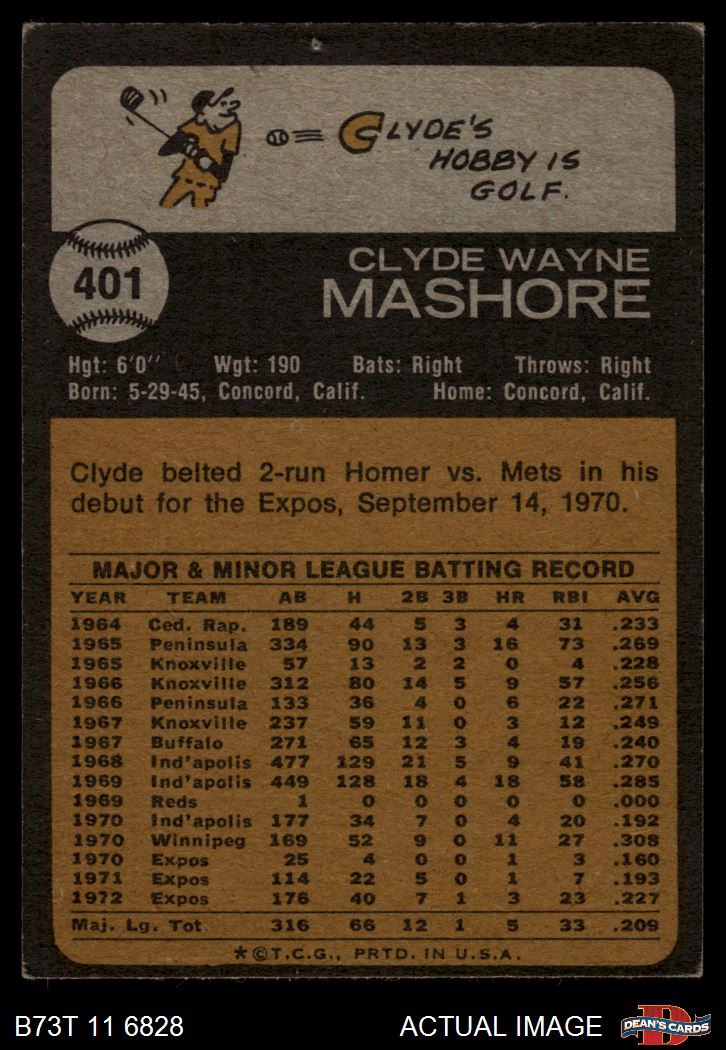 CLYDE'S
HOBBY IS
GOLF.
401
CLYDE WAYNE
MASHORE
Hgt: 6'0'' Wgt: 190 Bats: Right Throws: Right
Born: 5-29-45, Concord, Calif. Home: Concord, Calif.
Clyde belted 2-run Homer vs. Mets in his
debut for the Expos, September 14, 1970.
MAJOR & MINOR LEAGUE BATTING RECORD
YEAR TEAM AB H 2B 3B HR RBI AVG
1964 Ced. Rap. 189 44 5 3 4 31 .233
1965 Peninsula 334 90 13 3 16 73 .269
1965 Knoxville 57 13 2 2 0 4 .228
1966 Knoxville 312 80 14 5 9 57 .256
1966 Peninsula 133 36 4 0 6 22 .271
1967 Knoxville 237 59 11 0 3 12 .249
1967 Buffalo 271 65 12 3 4 19 .240
1968 Ind'apolis 477 129 21 5 9 41 .270
1969 Ind'apolis 449 128 18 4 18 58 .285
1969 Reds 1 0 0 0 0 0 .000
1970 Ind'apolis 177 34 7 0 4 20 .192
1970 Winnipeg 169 52 9 0 11 27 .308
1970 Expos 25 4 0 0 1 3 .160
1971 Expos 114 22 5 0 1 7 .193
1972 Expos 176 40 7 1 3 23 .227
Maj. Lg. Tot. 316 66 12 1 5 33 .209
*©T.C.G., PRTD. IN U.S.A.
B73T 11 6828 ACTUAL IMAGE
D
DEAN'S CARDS